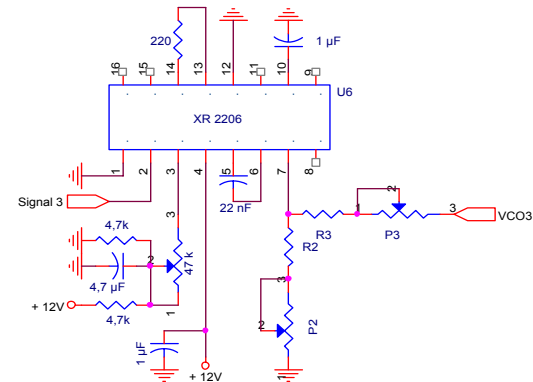 220
1 µF
16 15 14 13 12 11 10 9
U6
XR 2206
1 2 3 4 5 6 7 8
Signal 3
22 nF
3
2
1 R3
P3
3
VCO3
4,7k
2
47 k
R2
4,7 µF
3
+ 12V
4,7k
1
2
P2
1 µF
1
+ 12V